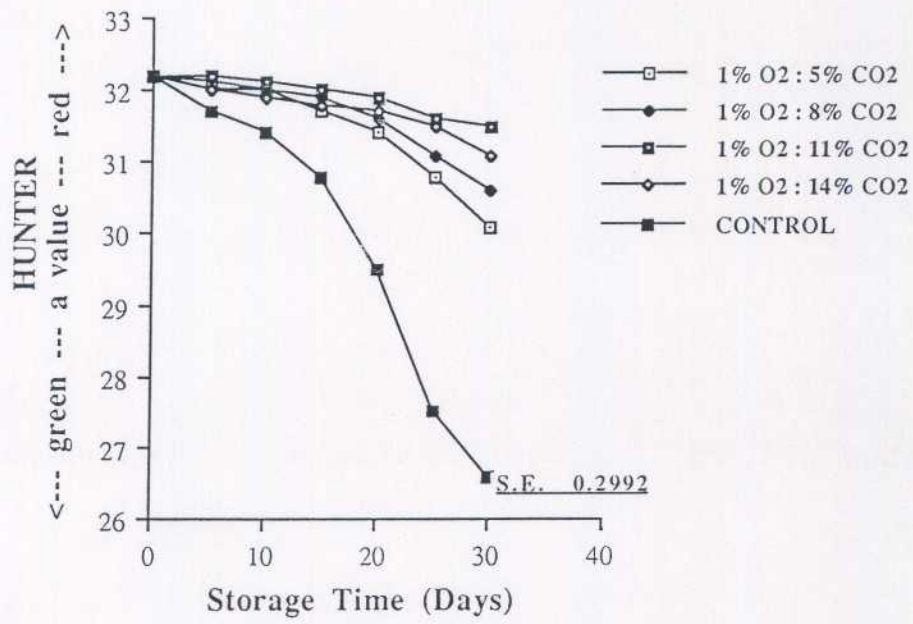 HUNTER
<--- green --- a value --- red --->
33
32
31
30
29
28
27
26
0
10
20
30
40
Storage Time (Days)
S.E. 0.2992
1% O2 : 5% CO2
1% O2 : 8% CO2
1% O2 : 11% CO2
1% O2 : 14% CO2
CONTROL